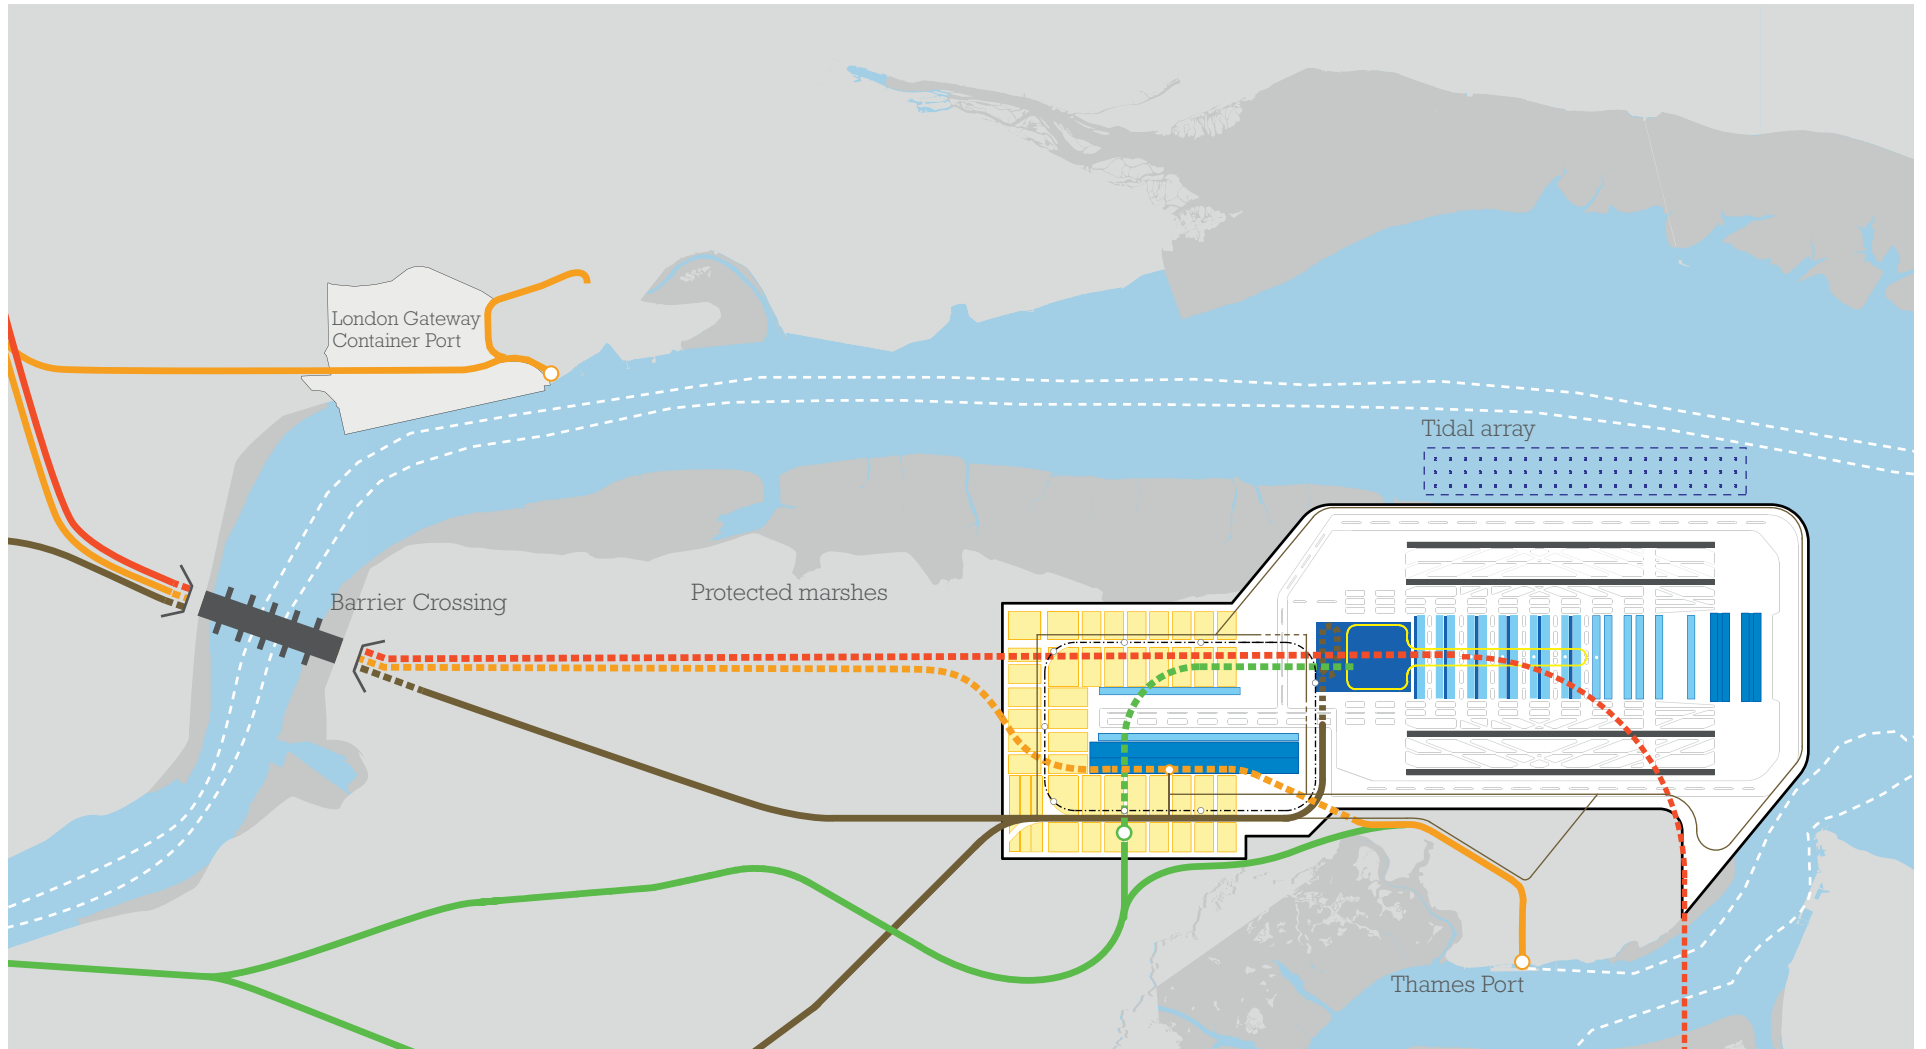 London Gateway
Container Port
Tidal array
Barrier Crossing
Protected marshes
Thames Port